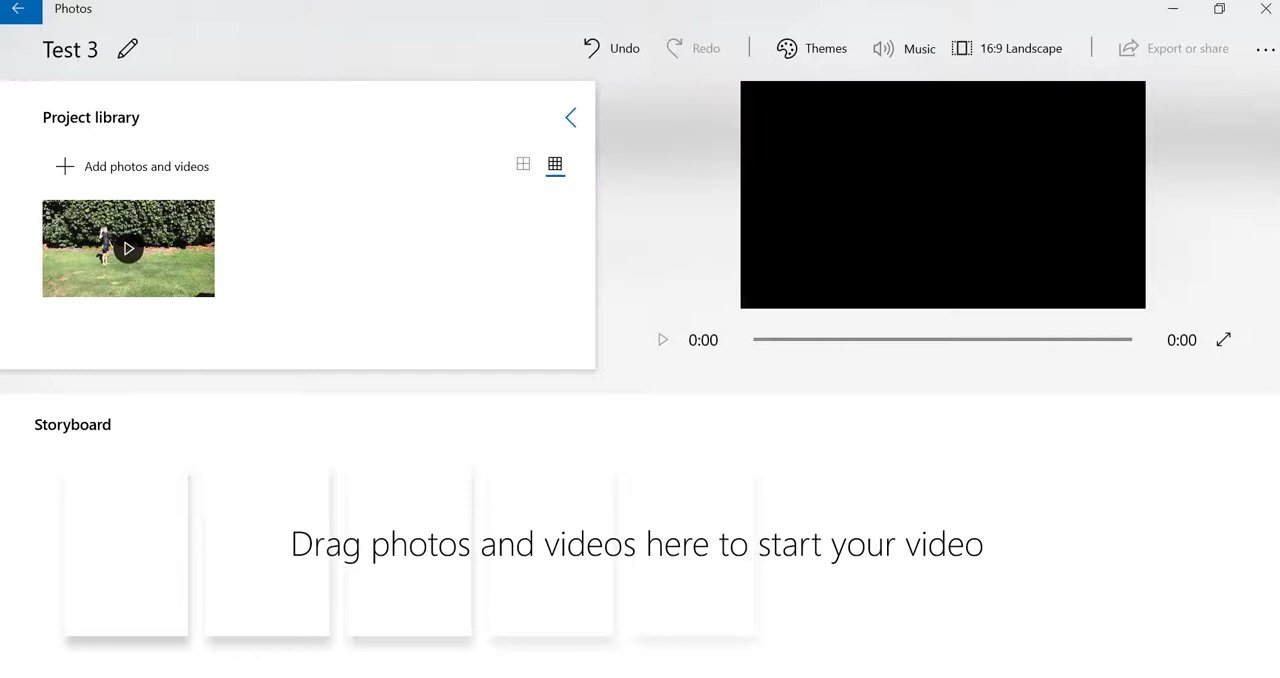 Photos
Test 3
Undo
Redo
Themes
Music
16:9 Landscape
Export or share
Project library
Add photos and videos
0:00
0:00
Storyboard
Drag photos and videos here to start your video